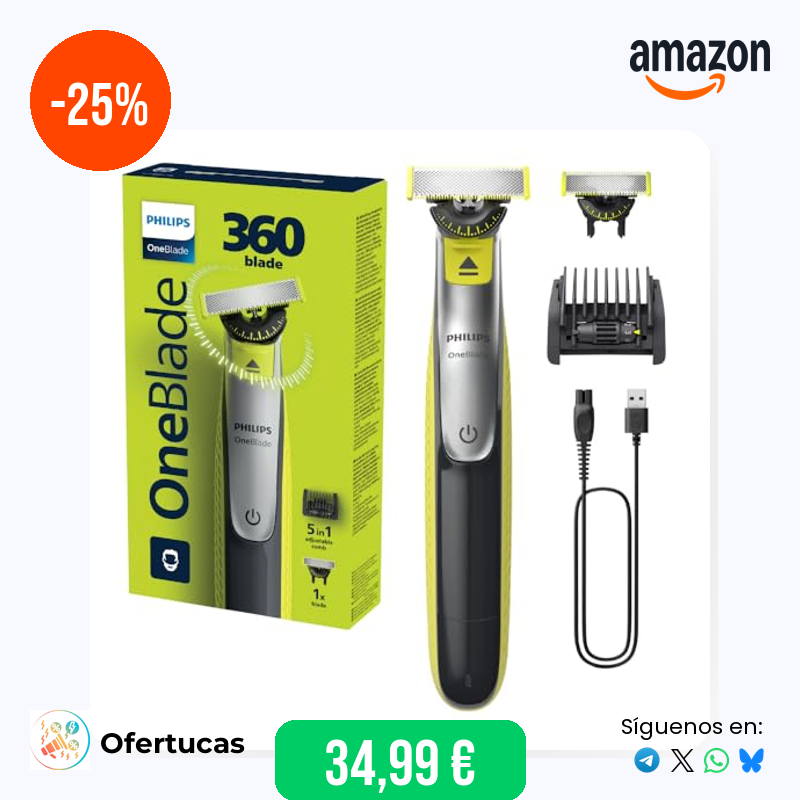 -25%
amazon
PHILIPS
OneBlade
360
blade
OneBlade
PHILIPS
OneBlade
5 in 1
adjustable
comb
1x
blade
PHILIPS
OneBlade
Ofertucas
34,99 €
Síguenos en: